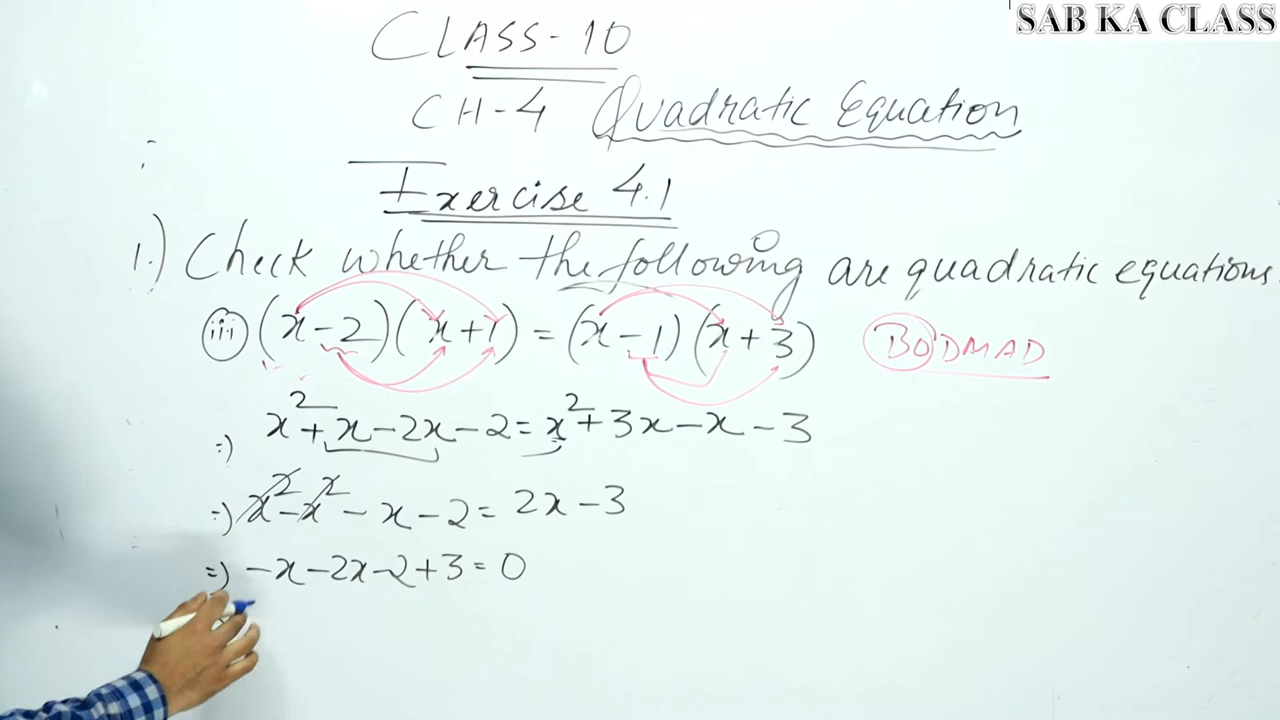 SAB KA CLASS
CLASS-10
CH-4 Quadratic Equation
Exercise 4.1
1.) Check whether the following are quadratic equations.
(iii) (x-2)(x+1) = (x-1)(x+3) BODMAD
=) x²+x-2x-2=x²+3x-x-3
=) x²-x²-x-2=2x-3
=) -x-2x-2+3=0